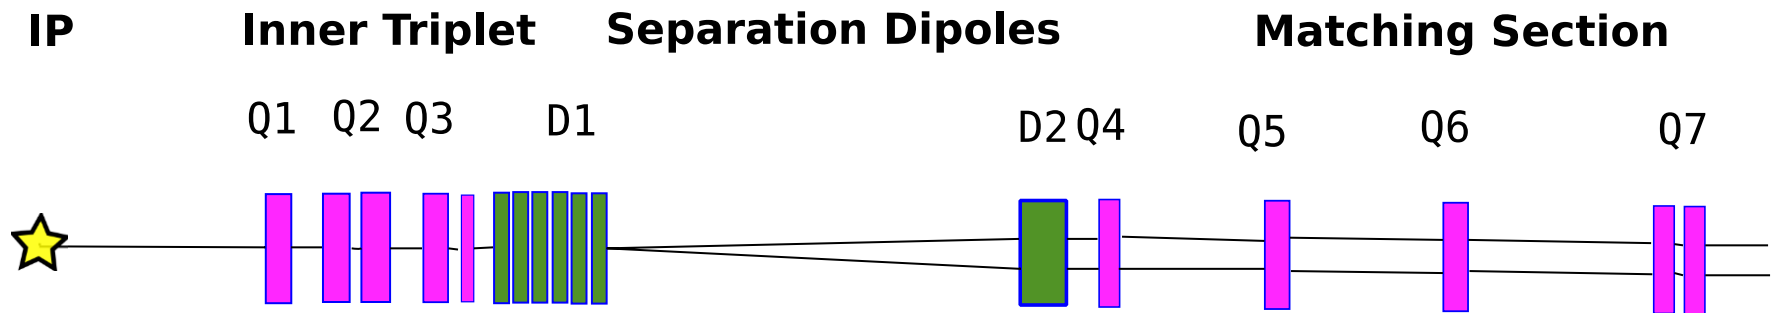 IP Inner Triplet Separation Dipoles Matching Section
Q1 Q2 Q3 D1 D2 Q4 Q5 Q6 Q7